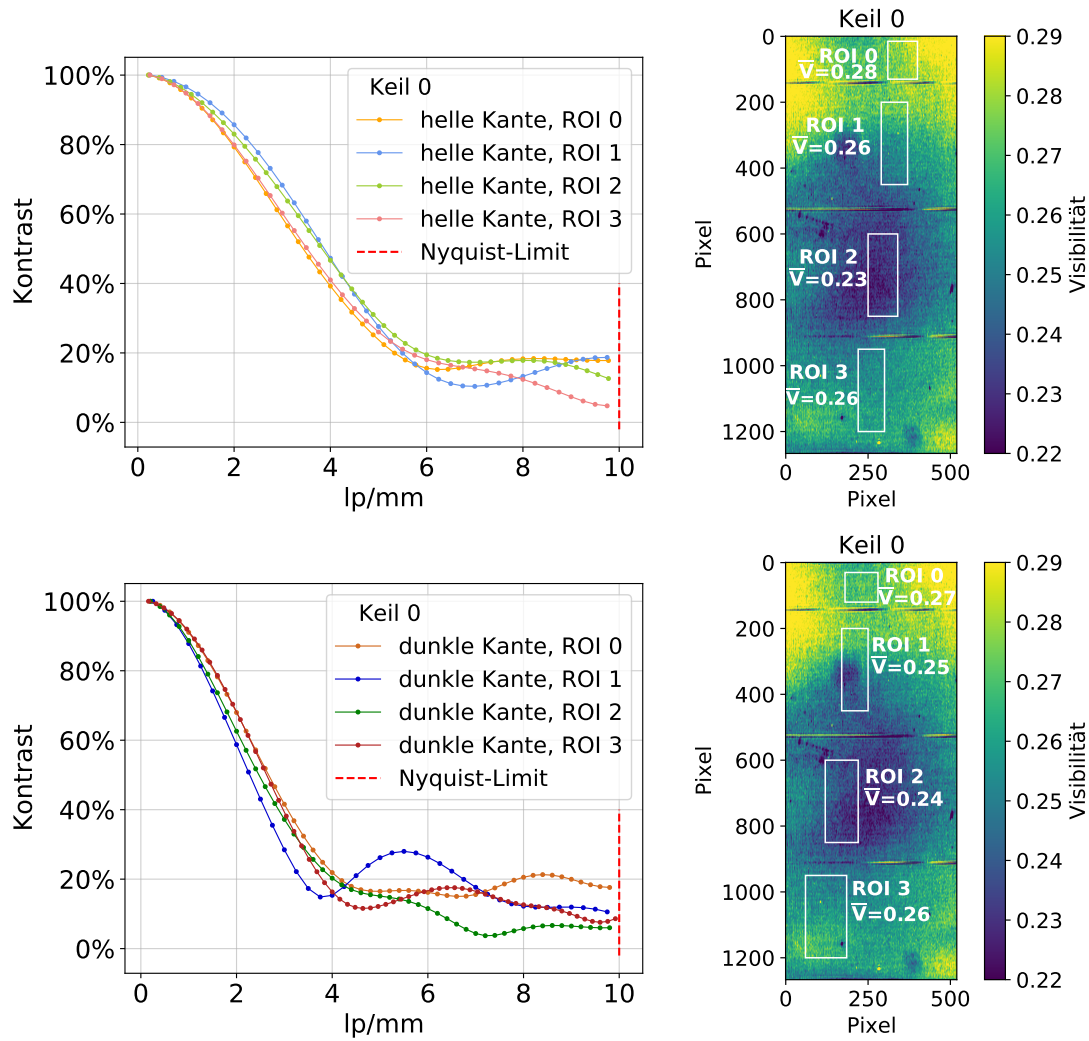 100%
80%
60%
40%
20%
0%
Kontrast
0
2
4
6
8
10
lp/mm
Keil 0
helle Kante, ROI 0
helle Kante, ROI 1
helle Kante, ROI 2
helle Kante, ROI 3
Nyquist-Limit
Keil 0
0
200
400
600
800
1000
1200
Pixel
0
250
500
Pixel
ROI 0
V̅=0.28
ROI 1
V̅=0.26
ROI 2
V̅=0.23
ROI 3
V̅=0.26
0.29
0.28
0.27
0.26
0.25
0.24
0.23
0.22
Visibilität
100%
80%
60%
40%
20%
0%
Kontrast
0
2
4
6
8
10
lp/mm
Keil 0
dunkle Kante, ROI 0
dunkle Kante, ROI 1
dunkle Kante, ROI 2
dunkle Kante, ROI 3
Nyquist-Limit
Keil 0
0
200
400
600
800
1000
1200
Pixel
0
250
500
Pixel
ROI 0
V̅=0.27
ROI 1
V̅=0.25
ROI 2
V̅=0.24
ROI 3
V̅=0.26
0.29
0.28
0.27
0.26
0.25
0.24
0.23
0.22
Visibilität